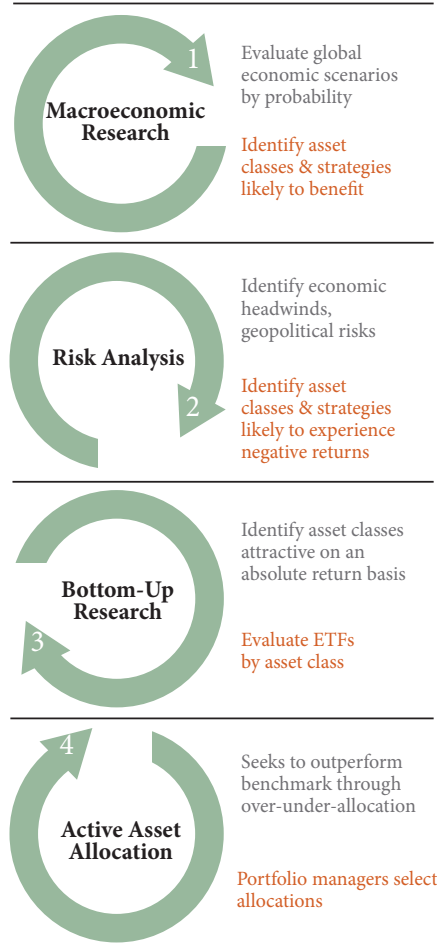 1
Macroeconomic
Research
Evaluate global
economic scenarios
by probability
Identify asset
classes & strategies
likely to benefit
Risk Analysis
2
Identify economic
headwinds,
geopolitical risks
Identify asset
classes & strategies
likely to experience
negative returns
Bottom-Up
Research
3
Identify asset classes
attractive on an
absolute return basis
Evaluate ETFs
by asset class
4
Active Asset
Allocation
Seeks to outperform
benchmark through
over-under-allocation
Portfolio managers select
allocations